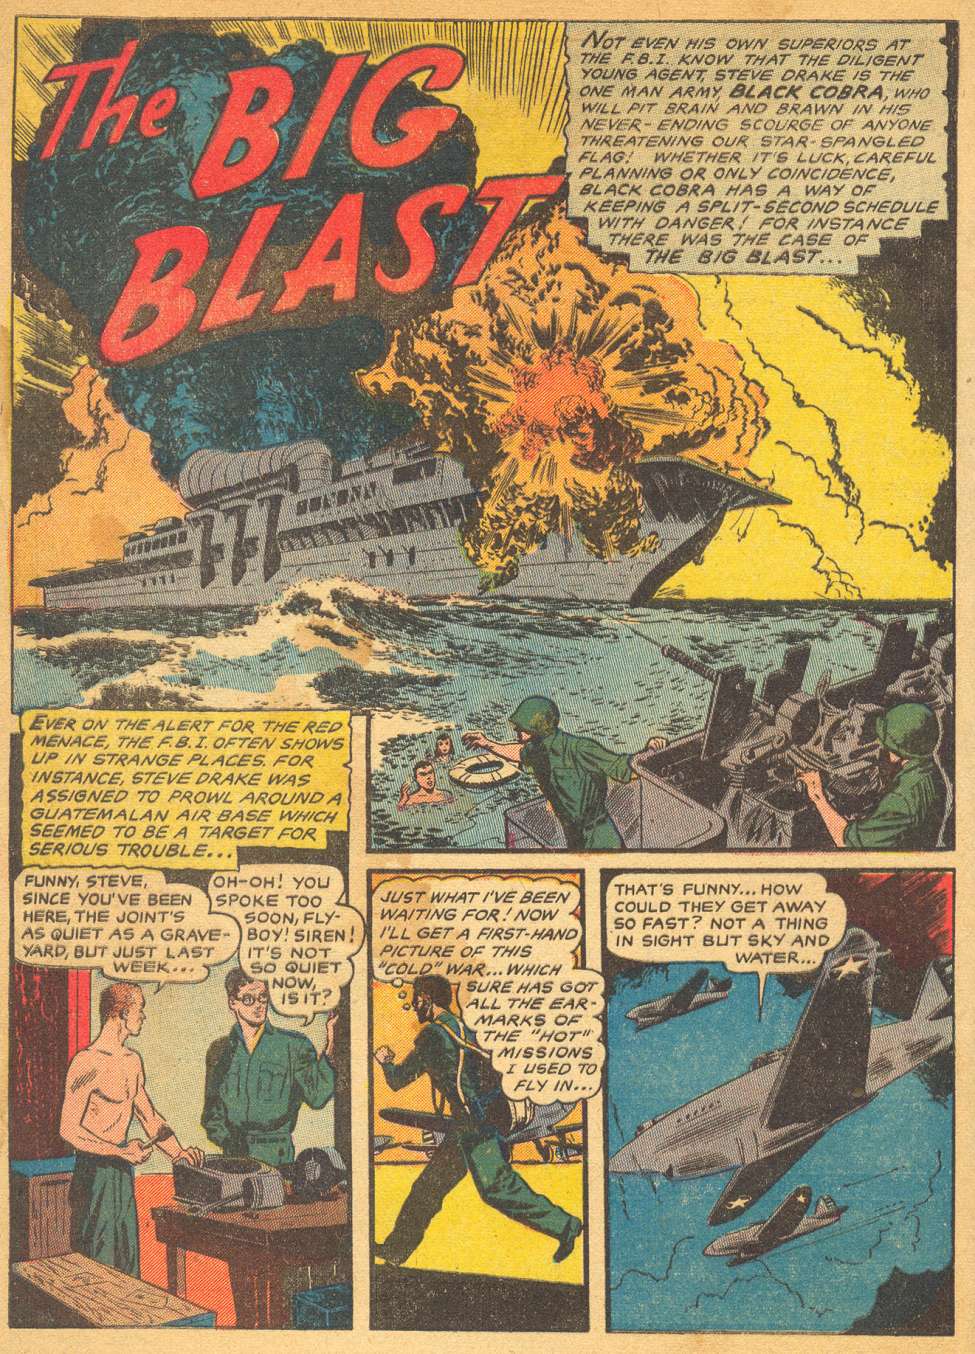 The BIG
BLAST
NOT EVEN HIS OWN SUPERIORS AT
THE F.B.I. KNOW THAT THE DILIGENT
YOUNG AGENT, STEVE DRAKE IS THE
ONE MAN ARMY, BLACK COBRA, WHO
WILL PIT BRAIN AND BRAWN IN HIS
NEVER-ENDING SCOURGE OF ANYONE
THREATENING OUR STAR-SPANGLED
FLAG! WHETHER IT'S LUCK, CAREFUL
PLANNING OR ONLY COINCIDENCE,
BLACK COBRA HAS A WAY OF
KEEPING A SPLIT-SECOND SCHEDULE
WITH DANGER! FOR INSTANCE
THERE WAS THE CASE OF
THE BIG BLAST...
EVER ON THE ALERT FOR THE RED
MENACE, THE F.B.I. OFTEN SHOWS
UP IN STRANGE PLACES. FOR
INSTANCE, STEVE DRAKE WAS
ASSIGNED TO PROWL AROUND A
GUATEMALAN AIR BASE WHICH
SEEMED TO BE A TARGET FOR
SERIOUS TROUBLE...
FUNNY, STEVE,
SINCE YOU'VE BEEN
HERE, THE JOINT'S
AS QUIET AS A GRAVE-
YARD, BUT JUST LAST
WEEK...
OH-OH! YOU
SPOKE TOO
SOON, FLY-
BOY! SIREN!
IT'S NOT
SO QUIET
NOW,
IS IT?
JUST WHAT I'VE BEEN
WAITING FOR! NOW
I'LL GET A FIRST-HAND
PICTURE OF THIS
"COLD" WAR... WHICH
SURE HAS GOT
ALL THE EAR-
MARKS OF
THE "HOT"
MISSIONS
I USED TO
FLY IN...
THAT'S FUNNY... HOW
COULD THEY GET AWAY
SO FAST? NOT A THING
IN SIGHT BUT SKY AND
WATER...